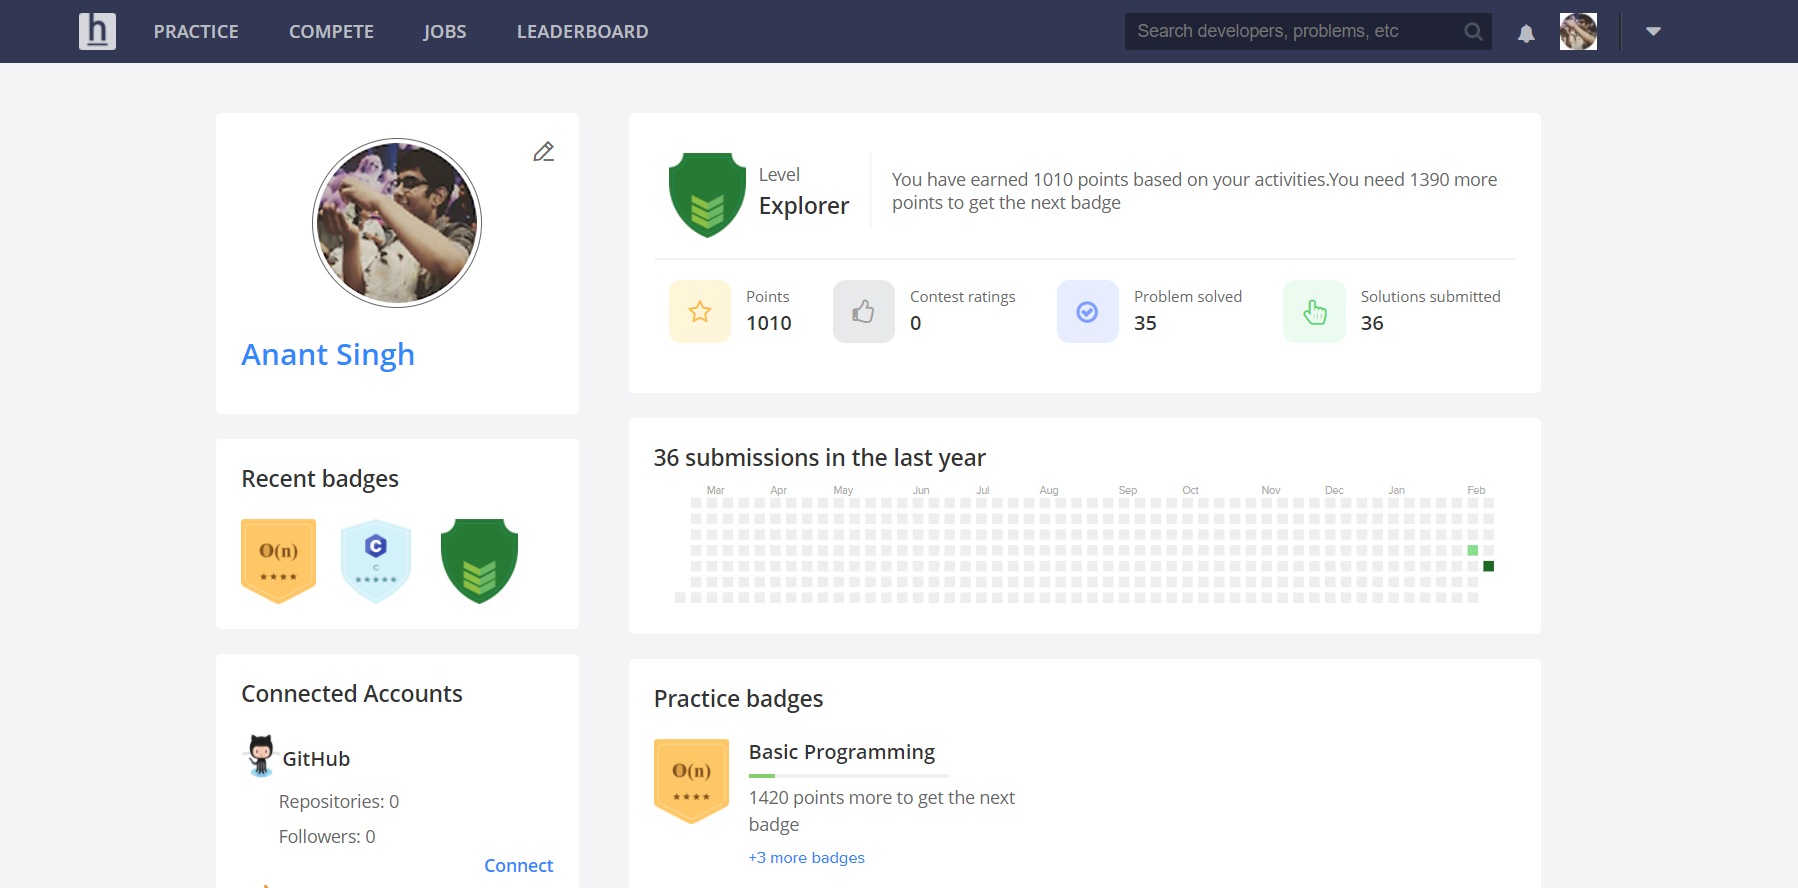 h PRACTICE COMPETE JOBS LEADERBOARD Search developers, problems, etc
Anant Singh
Recent badges
O(n)
C
C
Connected Accounts
GitHub
Repositories: 0
Followers: 0
Connect
Level
Explorer
You have earned 1010 points based on your activities.You need 1390 more
points to get the next badge
Points
1010
Contest ratings
0
Problem solved
35
Solutions submitted
36
36 submissions in the last year
Mar Apr May Jun Jul Aug Sep Oct Nov Dec Jan Feb
Practice badges
O(n)
Basic Programming
1420 points more to get the next
badge
+3 more badges